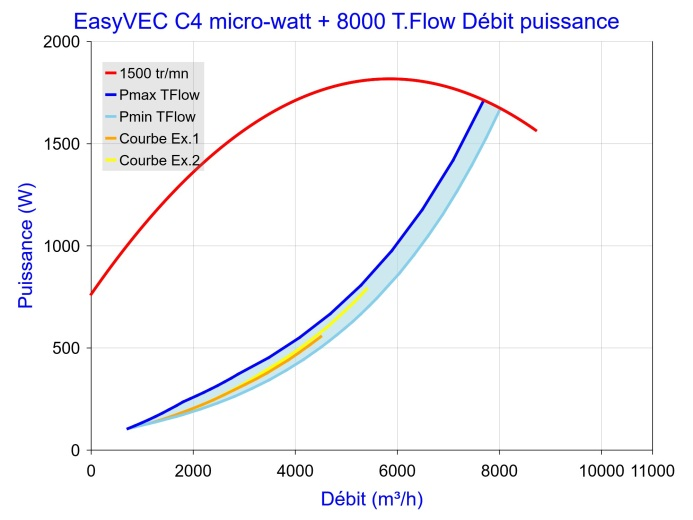 EasyVEC C4 micro-watt + 8000 T.Flow Débit puissance
2000
1500
1000
500
0
Puissance (W)
1500 tr/mn
Pmax TFlow
Pmin TFlow
Courbe Ex.1
Courbe Ex.2
0 2000 4000 6000 8000 10000 11000
Débit (m³/h)